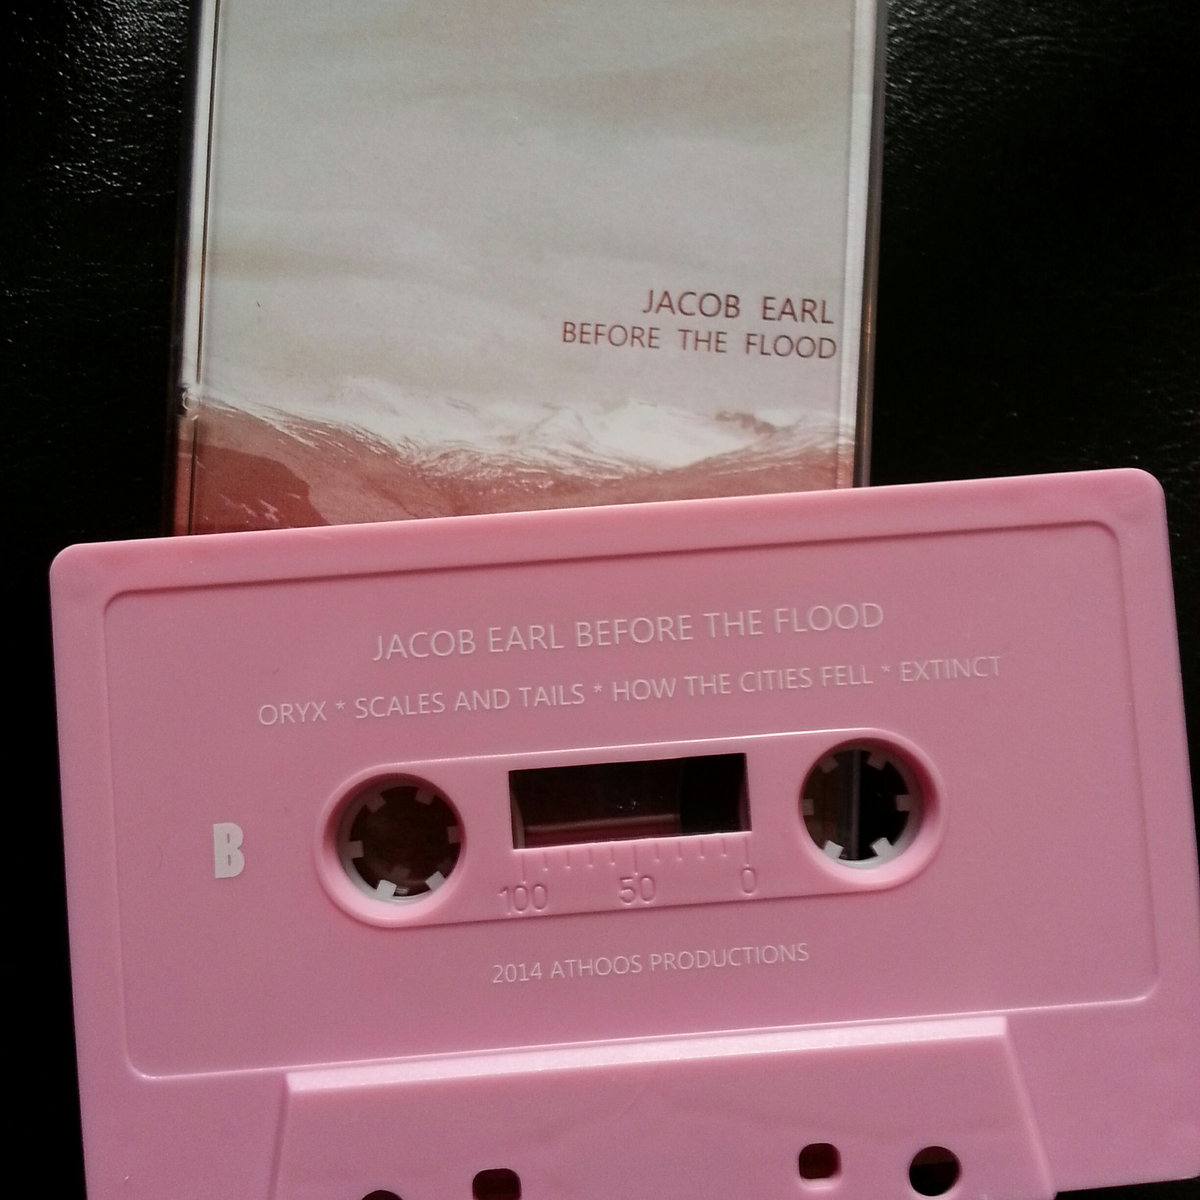 JACOB EARL
BEFORE THE FLOOD
JACOB EARL BEFORE THE FLOOD
ORYX * SCALES AND TAILS * HOW THE CITIES FELL * EXTINCT
B
100 50 0
2014 ATHOOS PRODUCTIONS